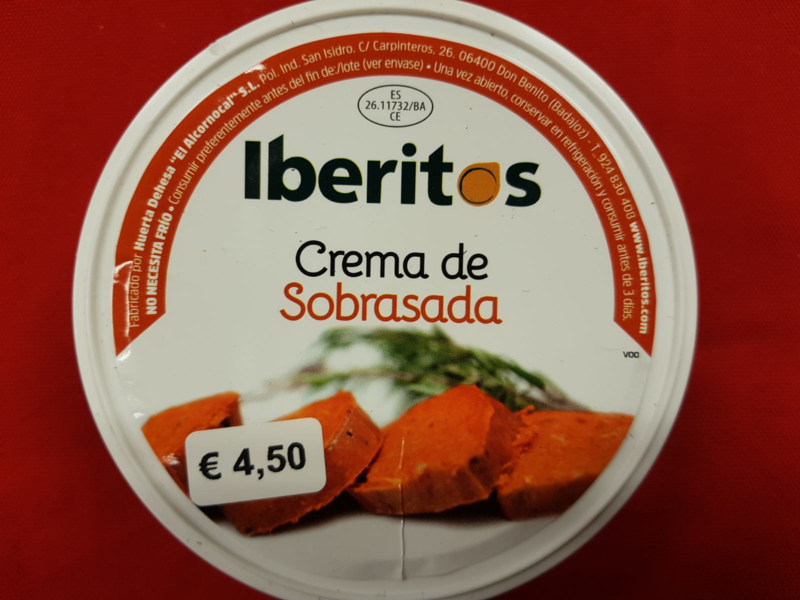 Fabricado por Huerta Dehesa "El Alcornocal" S.L. Pol. Ind. San Isidro. C/ Carpinteros, 26, 06400 Don Benito (Badajoz) · T. 924 830 408 www.iberitos.com
NO NECESITA FRÍO • Consumir preferentemente antes del fin de:/lote (ver envase) • Una vez abierto, conservar en refrigeración y consumir antes de 3 días.
ES
26.11732/BA
CE
Iberitos
Crema de
Sobrasada
V00
€ 4,50